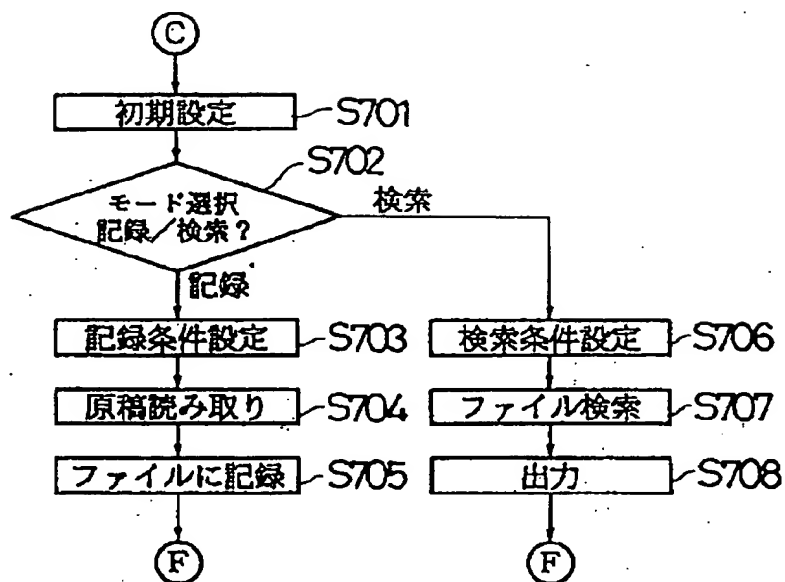 C
初期設定 S701
S702
モード選択
記録/検索?
検索
記録
記録条件設定 S703
検索条件設定 S706
原稿読み取り S704
ファイル検索 S707
ファイルに記録 S705
出力 S708
F
F